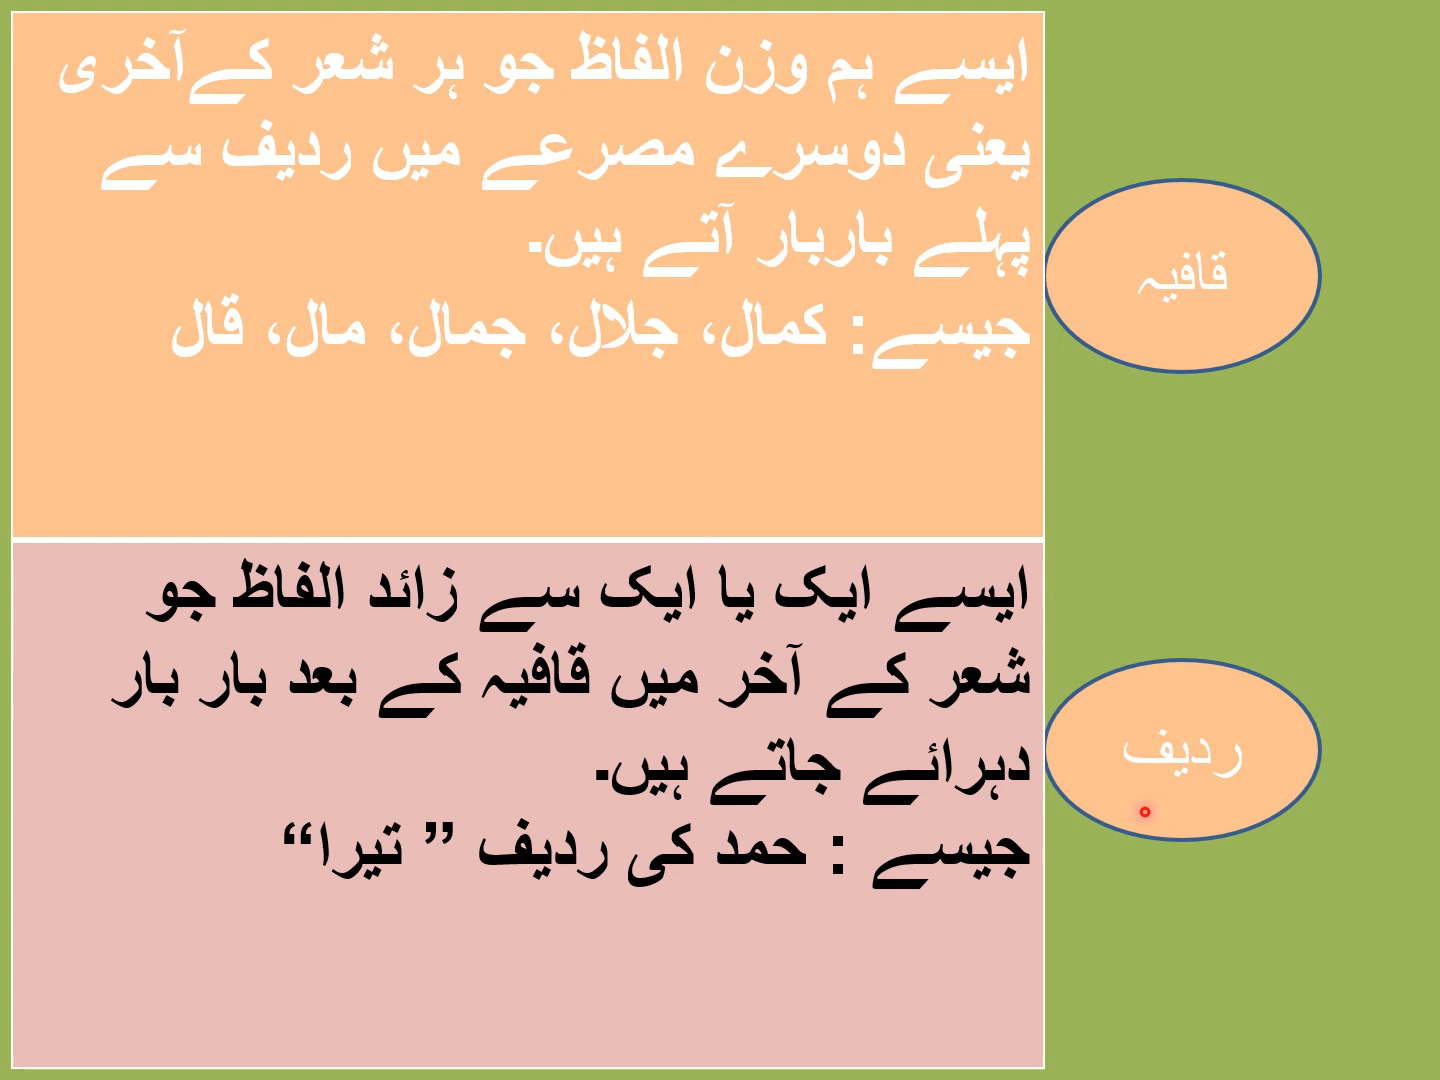 ایسے ہم وزن الفاظ جو ہر شعر کےآخری
یعنی دوسرے مصرعے میں ردیف سے
پہلے باربار آتے ہیں۔
جیسے: کمال، جلال، جمال، مال، قال
قافیہ
ایسے ایک یا ایک سے زائد الفاظ جو
شعر کے آخر میں قافیہ کے بعد بار بار
دہرائے جاتے ہیں۔
جیسے : حمد کی ردیف ” تیرا“
ردیف